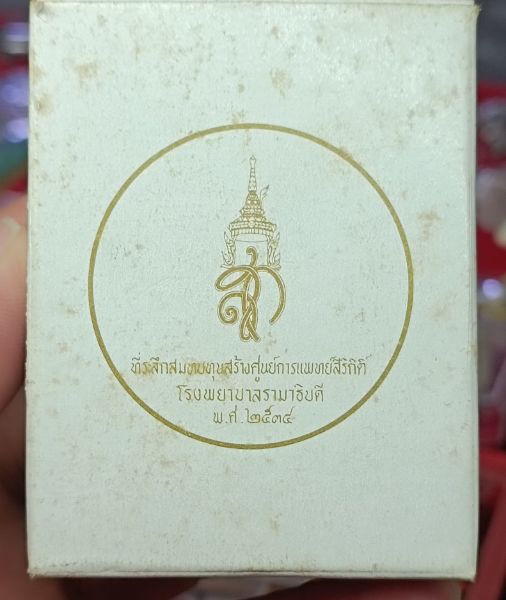 สก
ที่ระลึกสมทบทุนสร้างศูนย์การแพทย์สิริกิติ์
โรงพยาบาลรามาธิบดี
พ.ศ.๒๕๓๔